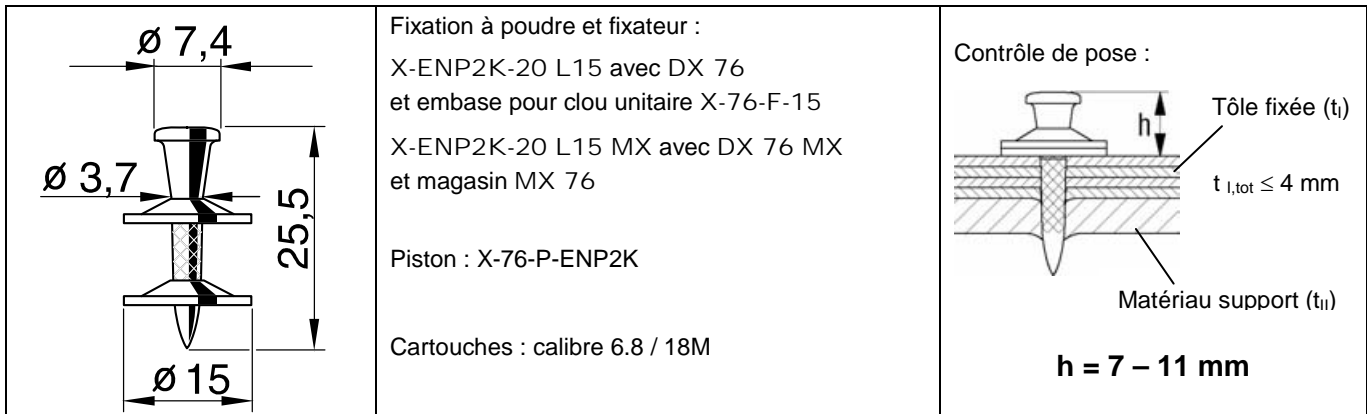 ø 7,4
ø 3,7
25,5
ø 15
Fixation à poudre et fixateur :
X-ENP2K-20 L15 avec DX 76
et embase pour clou unitaire X-76-F-15
X-ENP2K-20 L15 MX avec DX 76 MX
et magasin MX 76
Piston : X-76-P-ENP2K
Cartouches : calibre 6.8 / 18M
Contrôle de pose :
h
Tôle fixée (tI)
t I,tot ≤ 4 mm
Matériau support (tII)
h = 7 – 11 mm